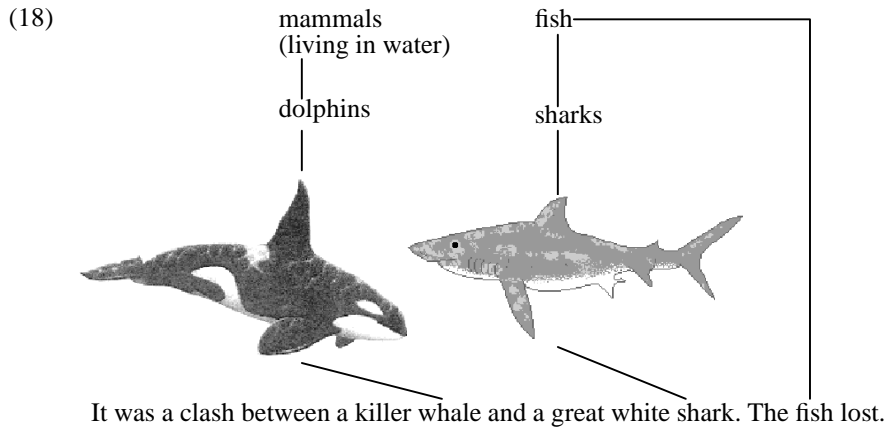 (18) mammals fish
(living in water)
dolphins sharks
It was a clash between a killer whale and a great white shark. The fish lost.